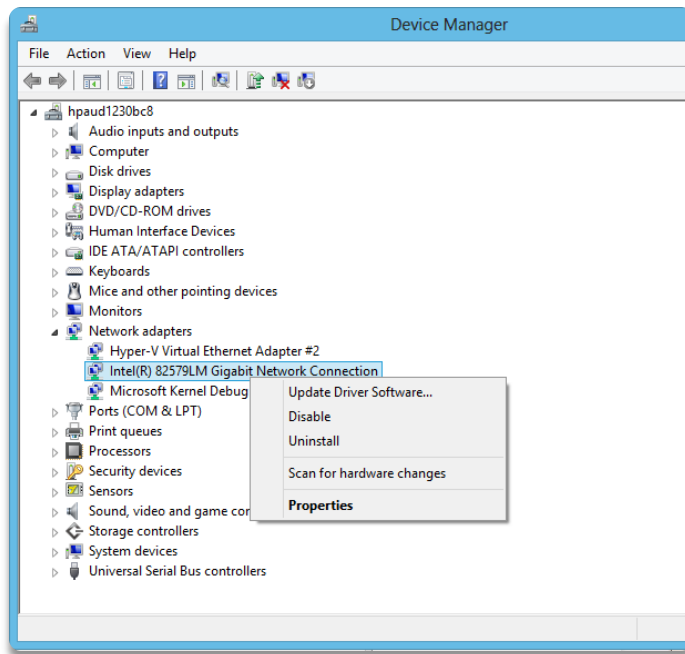 Device Manager
File Action View Help
hpaud1230bc8
Audio inputs and outputs
Computer
Disk drives
Display adapters
DVD/CD-ROM drives
Human Interface Devices
IDE ATA/ATAPI controllers
Keyboards
Mice and other pointing devices
Monitors
Network adapters
Hyper-V Virtual Ethernet Adapter #2
Intel(R) 82579LM Gigabit Network Connection
Microsoft Kernel Debug
Ports (COM & LPT)
Print queues
Processors
Security devices
Sensors
Sound, video and game cor
Storage controllers
System devices
Universal Serial Bus controllers
Update Driver Software...
Disable
Uninstall
Scan for hardware changes
Properties